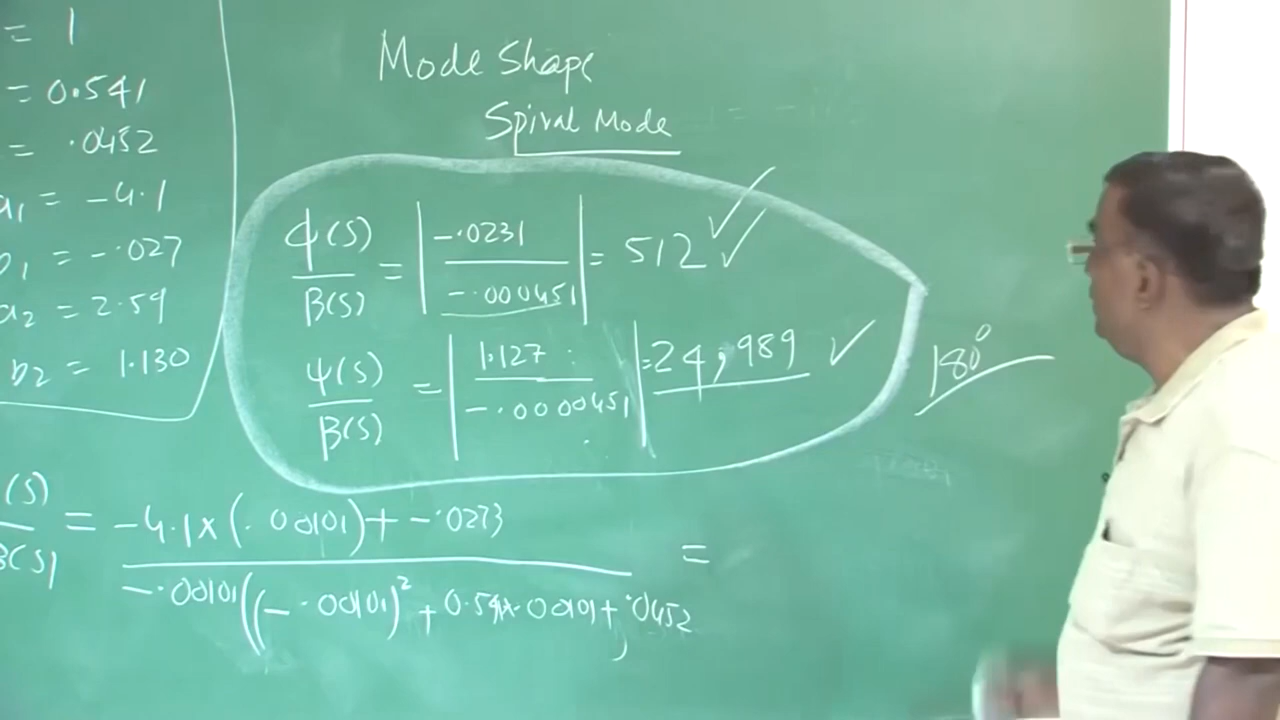 = 1
= 0.541
= .0452
a₁ = -4.1
b₁ = -.027
a₂ = 2.59
b₂ = 1.130
Mode Shape
Spiral Mode
φ(s)/β(s) = |-.0231/-.000451| = 512 ✓✓
ψ(s)/β(s) = |1.127/-.0000451| = 24,989 ✓
180°
(s)/β(s) = -4.1×(-.00101)+-.0273 / -.00101((-.00101)²+0.541×-.00101+.0452) =